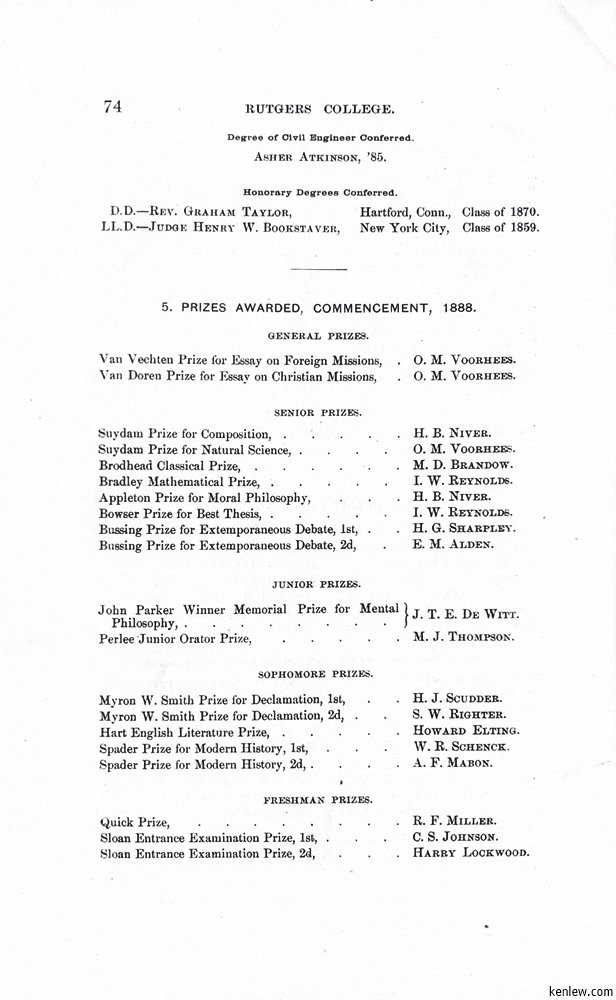 74 RUTGERS COLLEGE.
Degree of Civil Engineer Conferred.
ASHER ATKINSON, '85.
Honorary Degrees Conferred.
D.D.—REV. GRAHAM TAYLOR, Hartford, Conn., Class of 1870.
LL.D.—JUDGE HENRY W. BOOKSTAVER, New York City, Class of 1859.
5. PRIZES AWARDED, COMMENCEMENT, 1888.
GENERAL PRIZES.
Van Vechten Prize for Essay on Foreign Missions, . O. M. VOORHEES.
Van Doren Prize for Essay on Christian Missions, . O. M. VOORHEES.
SENIOR PRIZES.
Suydam Prize for Composition, . . . . . H. B. NIVER.
Suydam Prize for Natural Science, . . . . O. M. VOORHEES.
Brodhead Classical Prize, . . . . . . M. D. BRANDOW.
Bradley Mathematical Prize, . . . . . I. W. REYNOLDS.
Appleton Prize for Moral Philosophy, . . . H. B. NIVER.
Bowser Prize for Best Thesis, . . . . . I. W. REYNOLDS.
Bussing Prize for Extemporaneous Debate, 1st, . . H. G. SHARPLEY.
Bussing Prize for Extemporaneous Debate, 2d, . E. M. ALDEN.
JUNIOR PRIZES.
John Parker Winner Memorial Prize for Mental
Philosophy, . . . . . . . . } J. T. E. DE WITT.
Perlee Junior Orator Prize, . . . . . M. J. THOMPSON.
SOPHOMORE PRIZES.
Myron W. Smith Prize for Declamation, 1st, . . H. J. SCUDDER.
Myron W. Smith Prize for Declamation, 2d, . . S. W. RIGHTER.
Hart English Literature Prize, . . . . . HOWARD ELTING.
Spader Prize for Modern History, 1st, . . . W. R. SCHENCK.
Spader Prize for Modern History, 2d, . . . . A. F. MABON.
FRESHMAN PRIZES.
Quick Prize, . . . . . . . R. F. MILLER.
Sloan Entrance Examination Prize, 1st, . . . C. S. JOHNSON.
Sloan Entrance Examination Prize, 2d, . . . HARRY LOCKWOOD.
kenlew.com